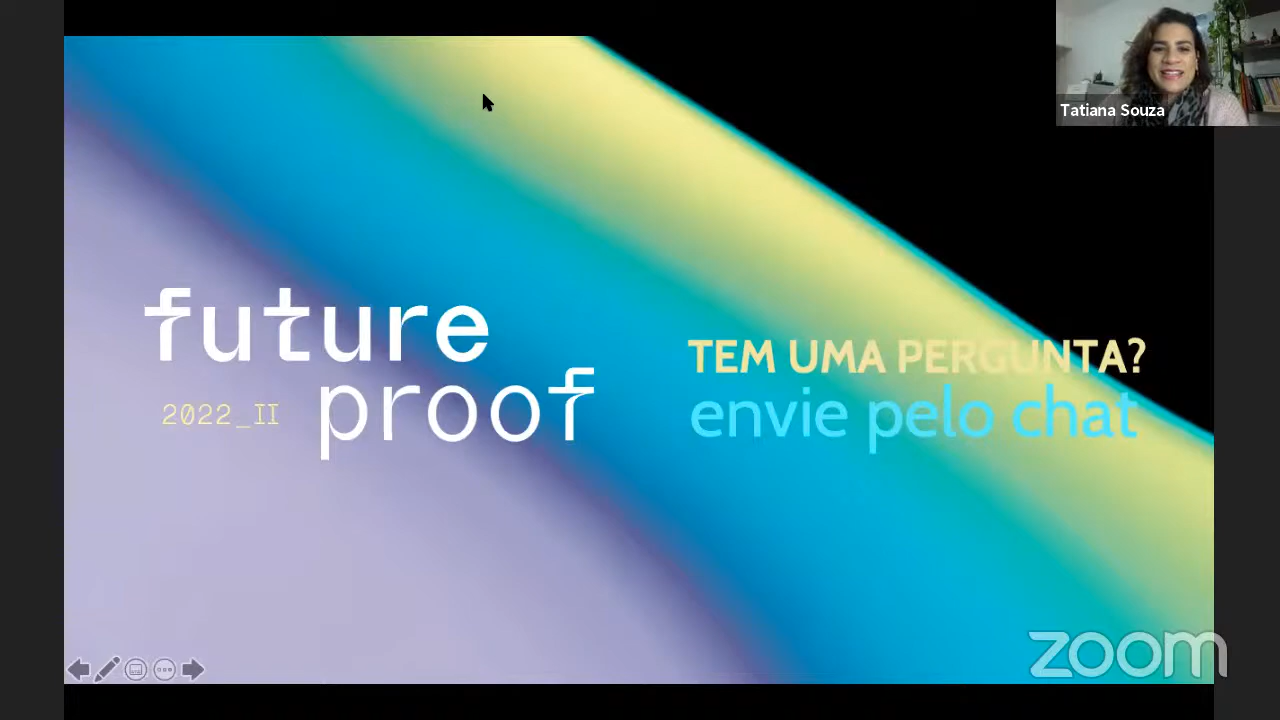 Tatiana Souza
future
proof
2022_II
TEM UMA PERGUNTA?
envie pelo chat
zoom